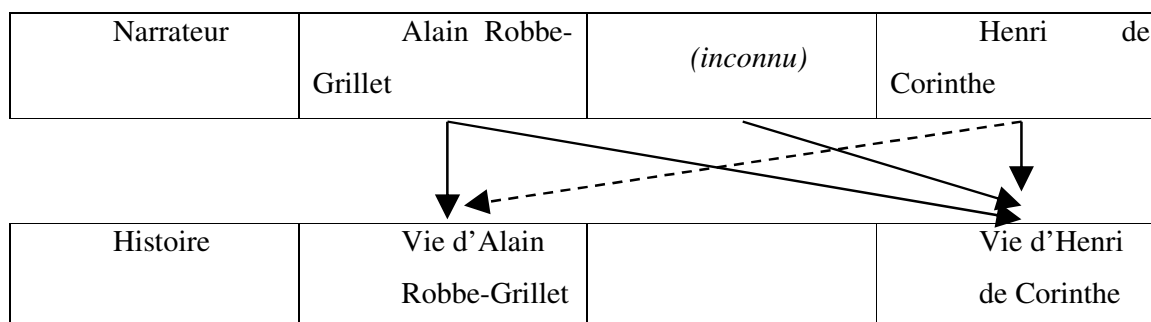 Narrateur
Alain Robbe-
Grillet
(inconnu)
Henri de
Corinthe
Histoire
Vie d'Alain
Robbe-Grillet
Vie d'Henri
de Corinthe